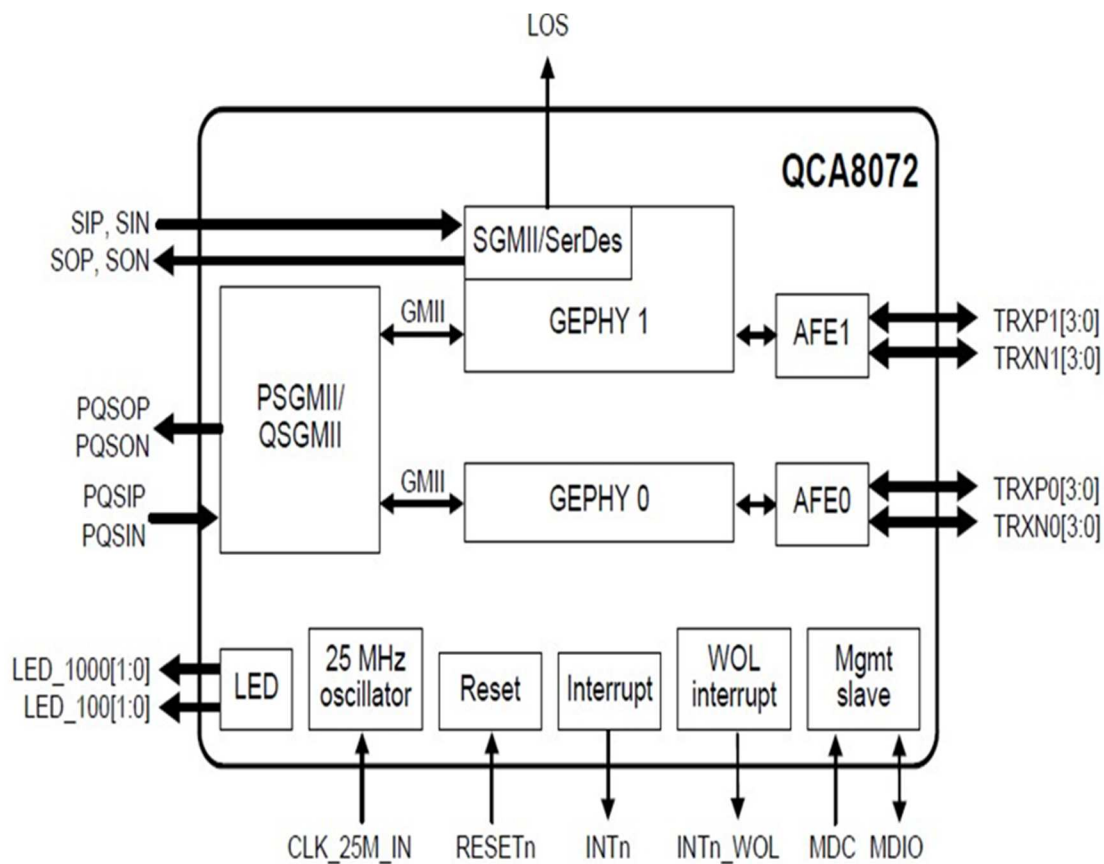 LOS
QCA8072
SIP, SIN
SOP, SON
SGMII/SerDes
GMII
GEPHY 1
AFE1
TRXP1[3:0]
TRXN1[3:0]
PQSOP
PQSON
PSGMII/
QSGMII
PQSIP
PQSIN
GMII
GEPHY 0
AFE0
TRXP0[3:0]
TRXN0[3:0]
LED_1000[1:0]
LED_100[1:0]
LED
25 MHz
oscillator
Reset
Interrupt
WOL
interrupt
Mgmt
slave
CLK_25M_IN
RESETn
INTn
INTn_WOL
MDC
MDIO